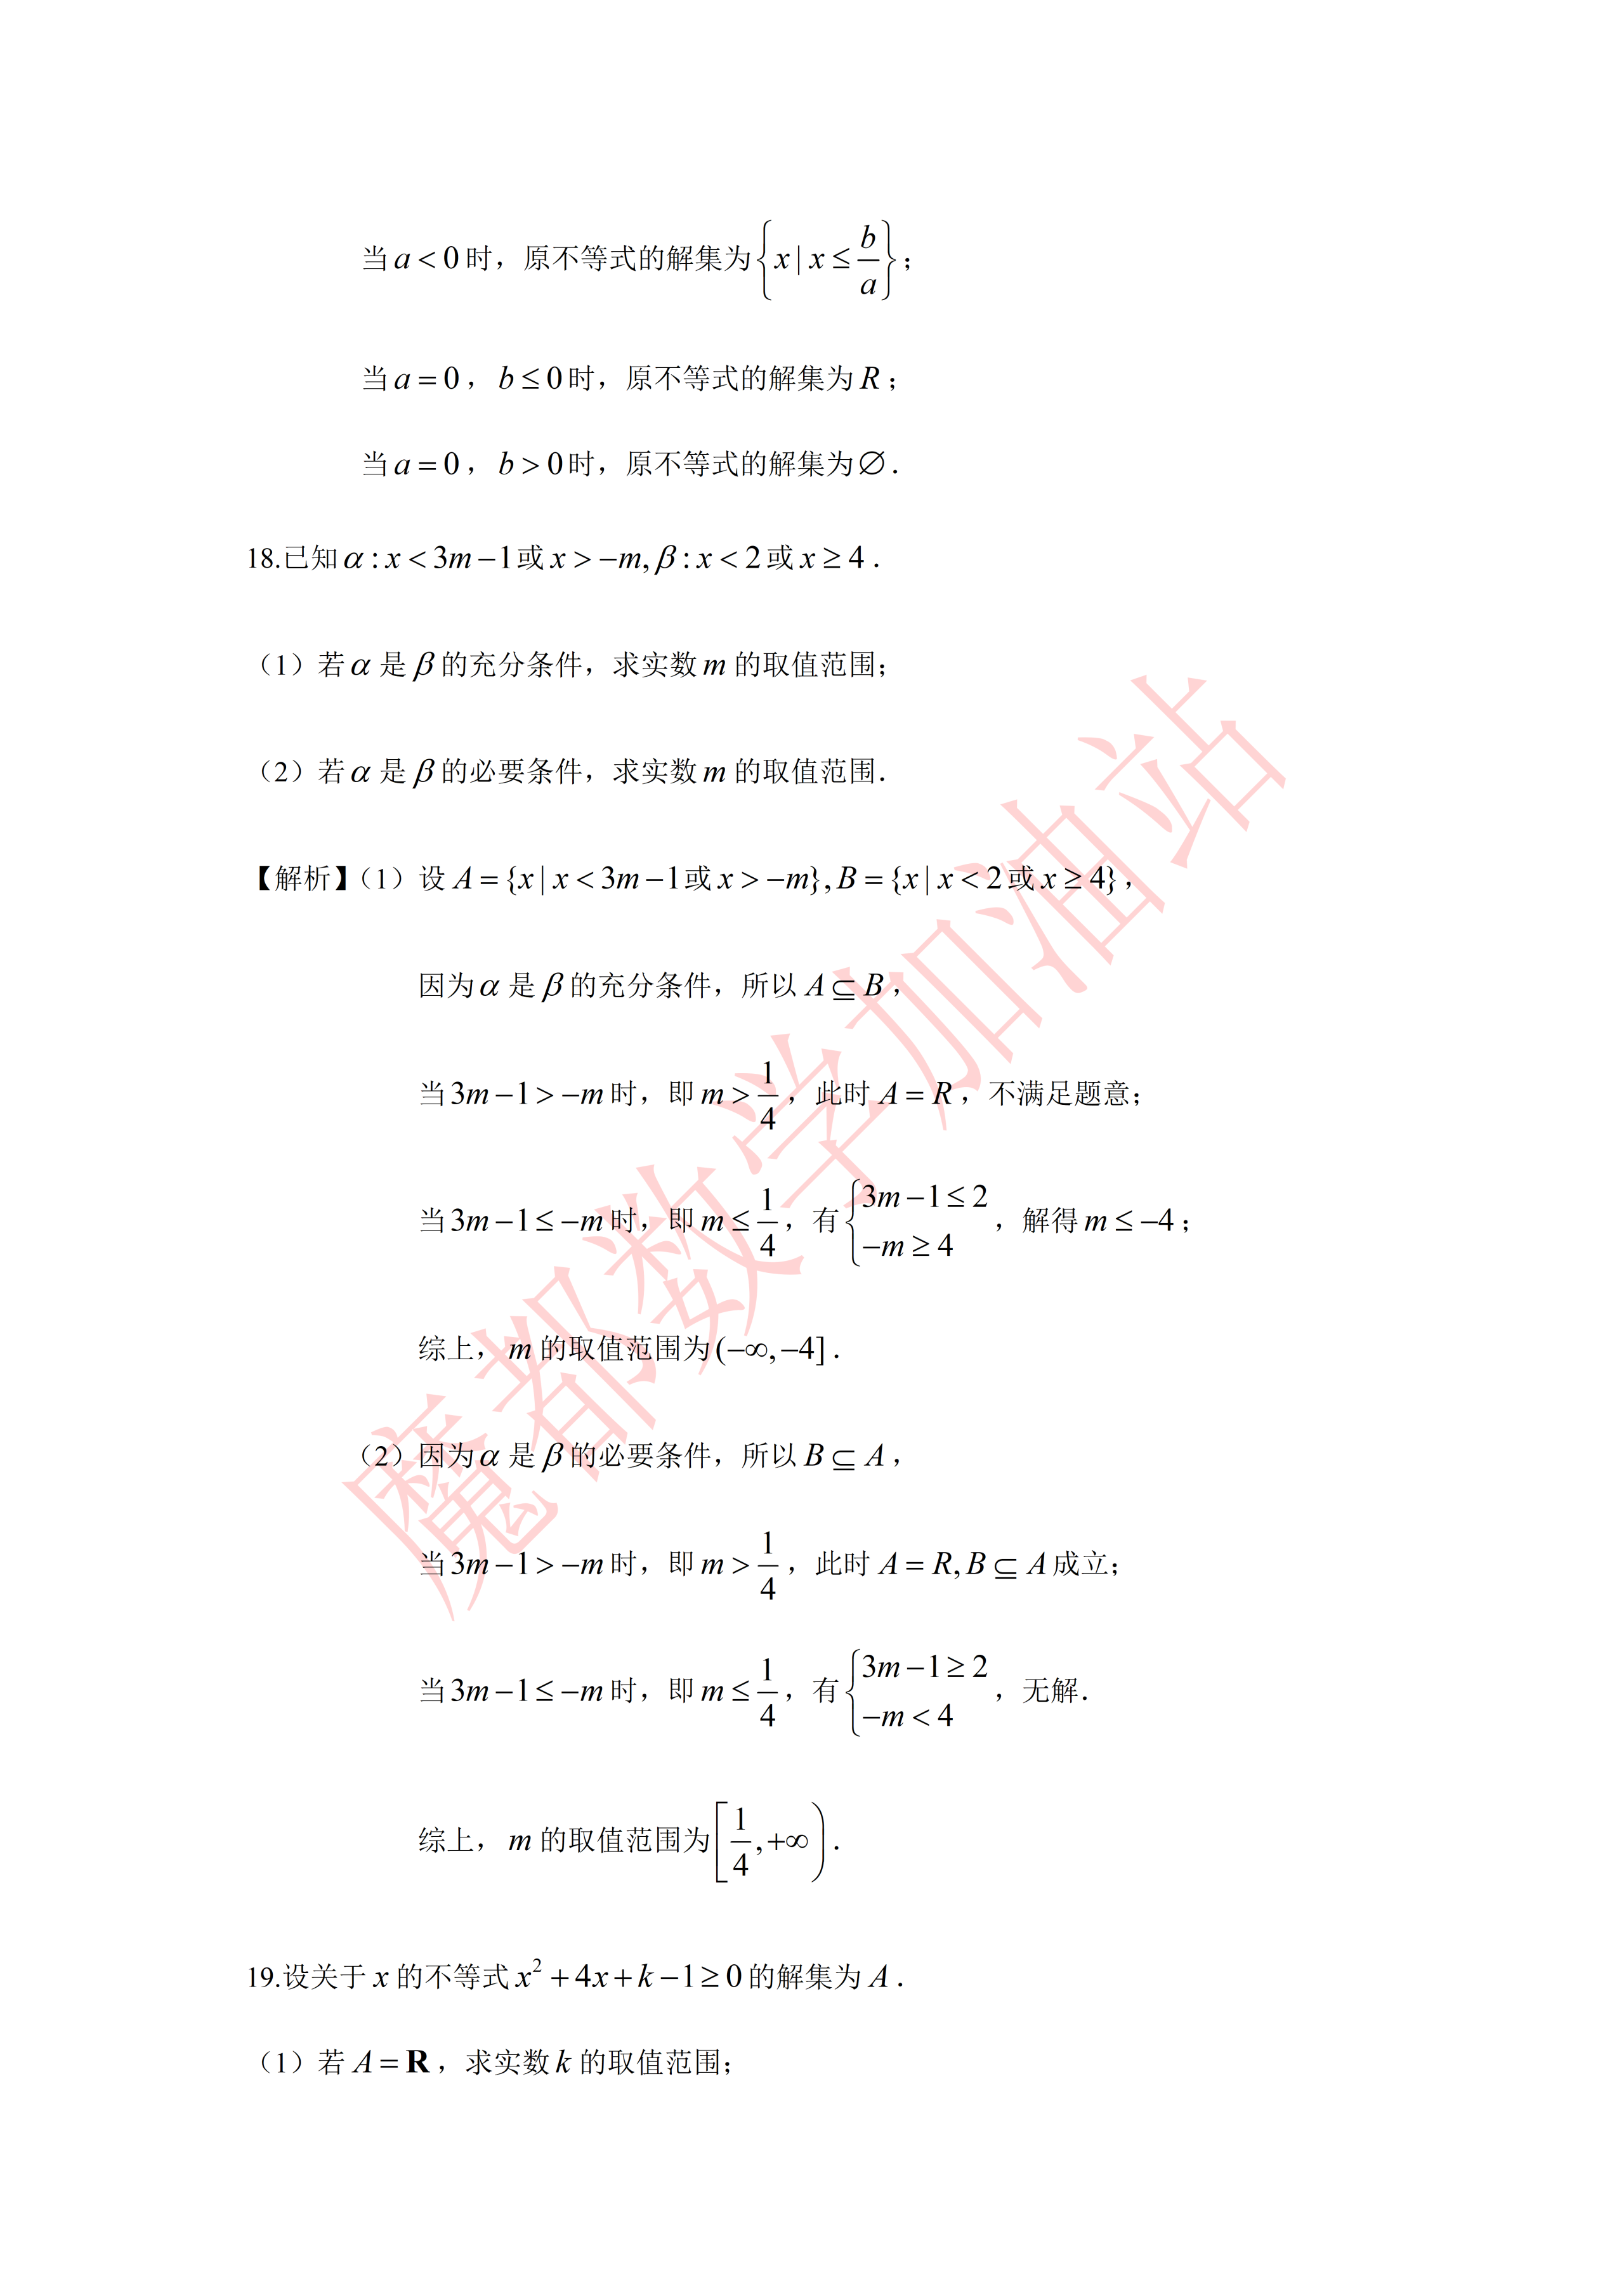 当a<0时，原不等式的解集为{x|x≤b/a}；
当a=0，b≤0时，原不等式的解集为R；
当a=0，b>0时，原不等式的解集为∅．
18.已知α:x<3m−1或x>−m,β:x<2或x≥4．
（1）若α是β的充分条件，求实数m的取值范围；
（2）若α是β的必要条件，求实数m的取值范围．
【解析】（1）设A={x|x<3m−1或x>−m},B={x|x<2或x≥4}，
因为α是β的充分条件，所以A⊆B，
当3m−1>−m时，即m>1/4，此时A=R，不满足题意；
当3m−1≤−m时，即m≤1/4，有{3m−1≤2 −m≥4，解得m≤−4；
综上，m的取值范围为(−∞,−4]．
（2）因为α是β的必要条件，所以B⊆A，
当3m−1>−m时，即m>1/4，此时A=R,B⊆A成立；
当3m−1≤−m时，即m≤1/4，有{3m−1≥2 −m<4，无解．
综上，m的取值范围为[1/4,+∞)．
19.设关于x的不等式x²+4x+k−1≥0的解集为A．
（1）若A=R，求实数k的取值范围；
魔都数学加油站